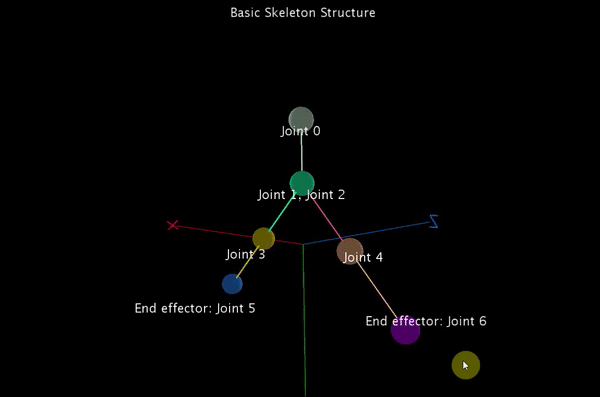 Basic Skeleton Structure
Joint 0
Joint 1, Joint 2
X
Z
Joint 3
Joint 4
End effector: Joint 5
End effector: Joint 6